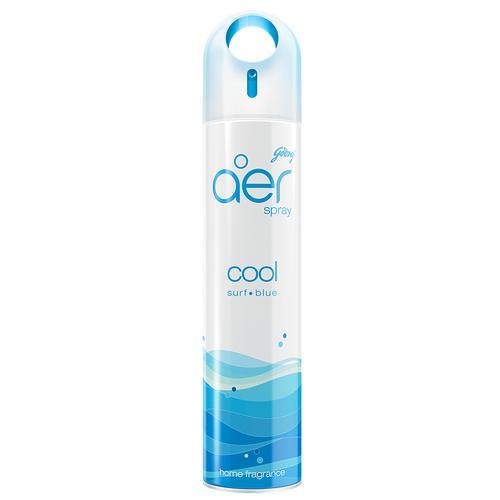 Godrej
aer
spray
cool
surf • blue
home fragrance